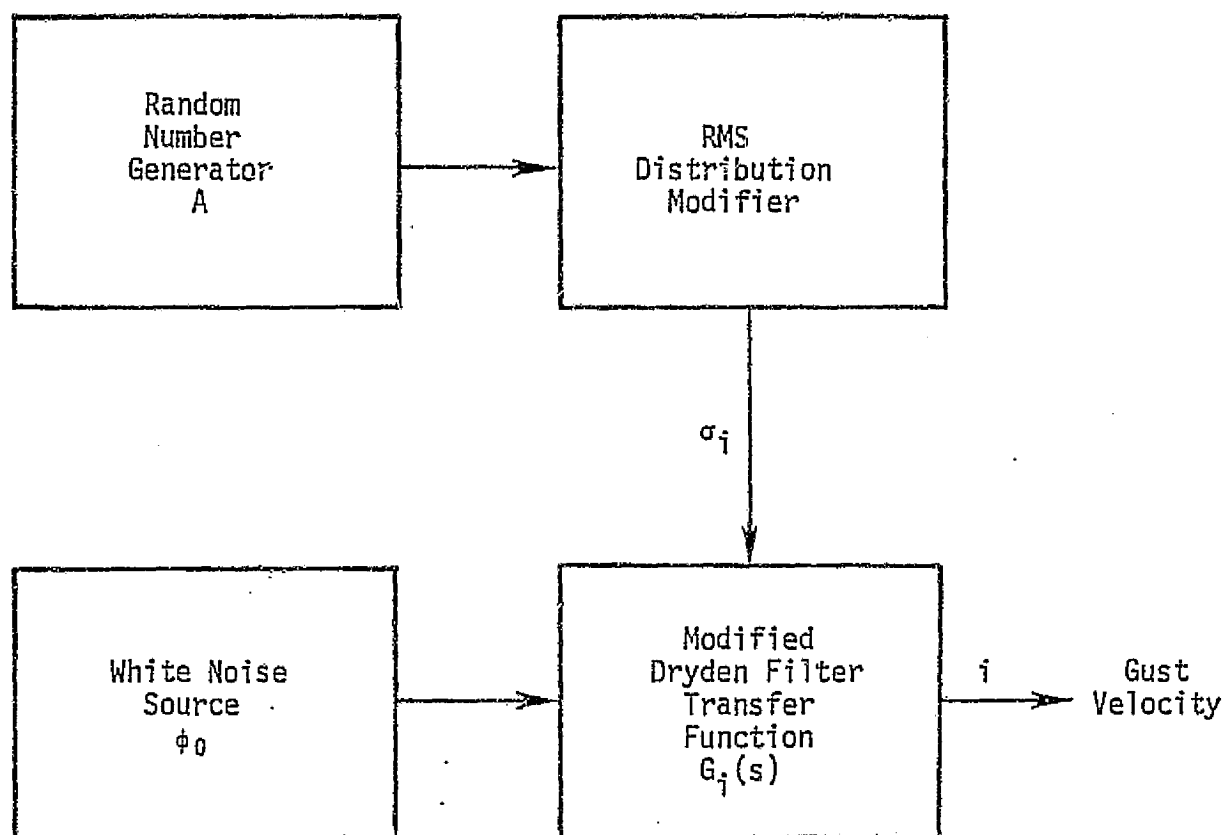 Random
Number
Generator
A
RMS
Distribution
Modifier
σi
White Noise
Source
φ0
Modified
Dryden Filter
Transfer
Function
Gi(s)
i
Gust
Velocity